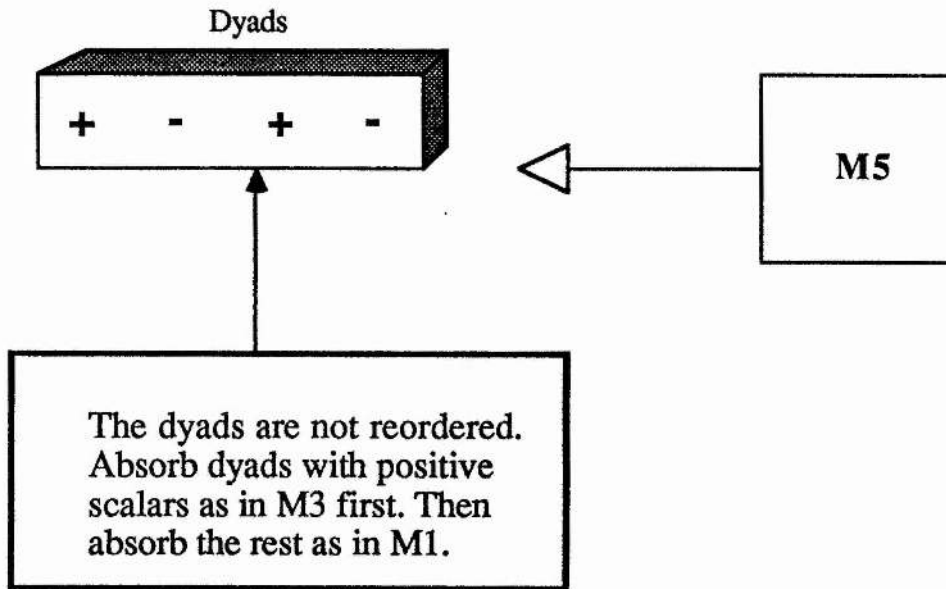 Dyads
+ - + -
M5
The dyads are not reordered.
Absorb dyads with positive
scalars as in M3 first. Then
absorb the rest as in M1.